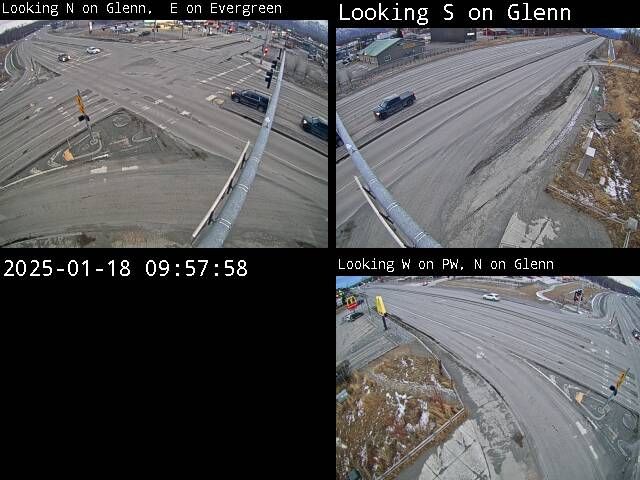 Looking N on Glenn,  E on Evergreen
Looking S on Glenn
2025-01-18 09:57:58
Looking W on PW, N on Glenn